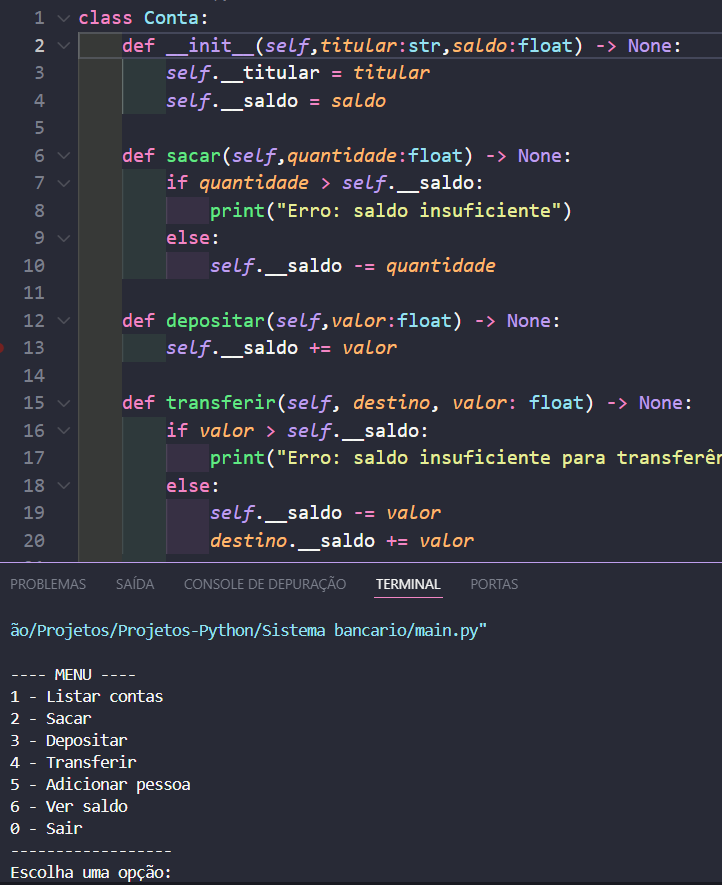 1 class Conta:
2 def __init__(self,titular:str,saldo:float) -> None:
3 self.__titular = titular
4 self.__saldo = saldo
5
6 def sacar(self,quantidade:float) -> None:
7 if quantidade > self.__saldo:
8 print("Erro: saldo insuficiente")
9 else:
10 self.__saldo -= quantidade
11
12 def depositar(self,valor:float) -> None:
13 self.__saldo += valor
14
15 def transferir(self, destino, valor: float) -> None:
16 if valor > self.__saldo:
17 print("Erro: saldo insuficiente para transferên
18 else:
19 self.__saldo -= valor
20 destino.__saldo += valor
PROBLEMAS SAÍDA CONSOLE DE DEPURAÇÃO TERMINAL PORTAS
ão/Projetos/Projetos-Python/Sistema bancario/main.py"
---- MENU ----
1 - Listar contas
2 - Sacar
3 - Depositar
4 - Transferir
5 - Adicionar pessoa
6 - Ver saldo
0 - Sair
------------------
Escolha uma opção: